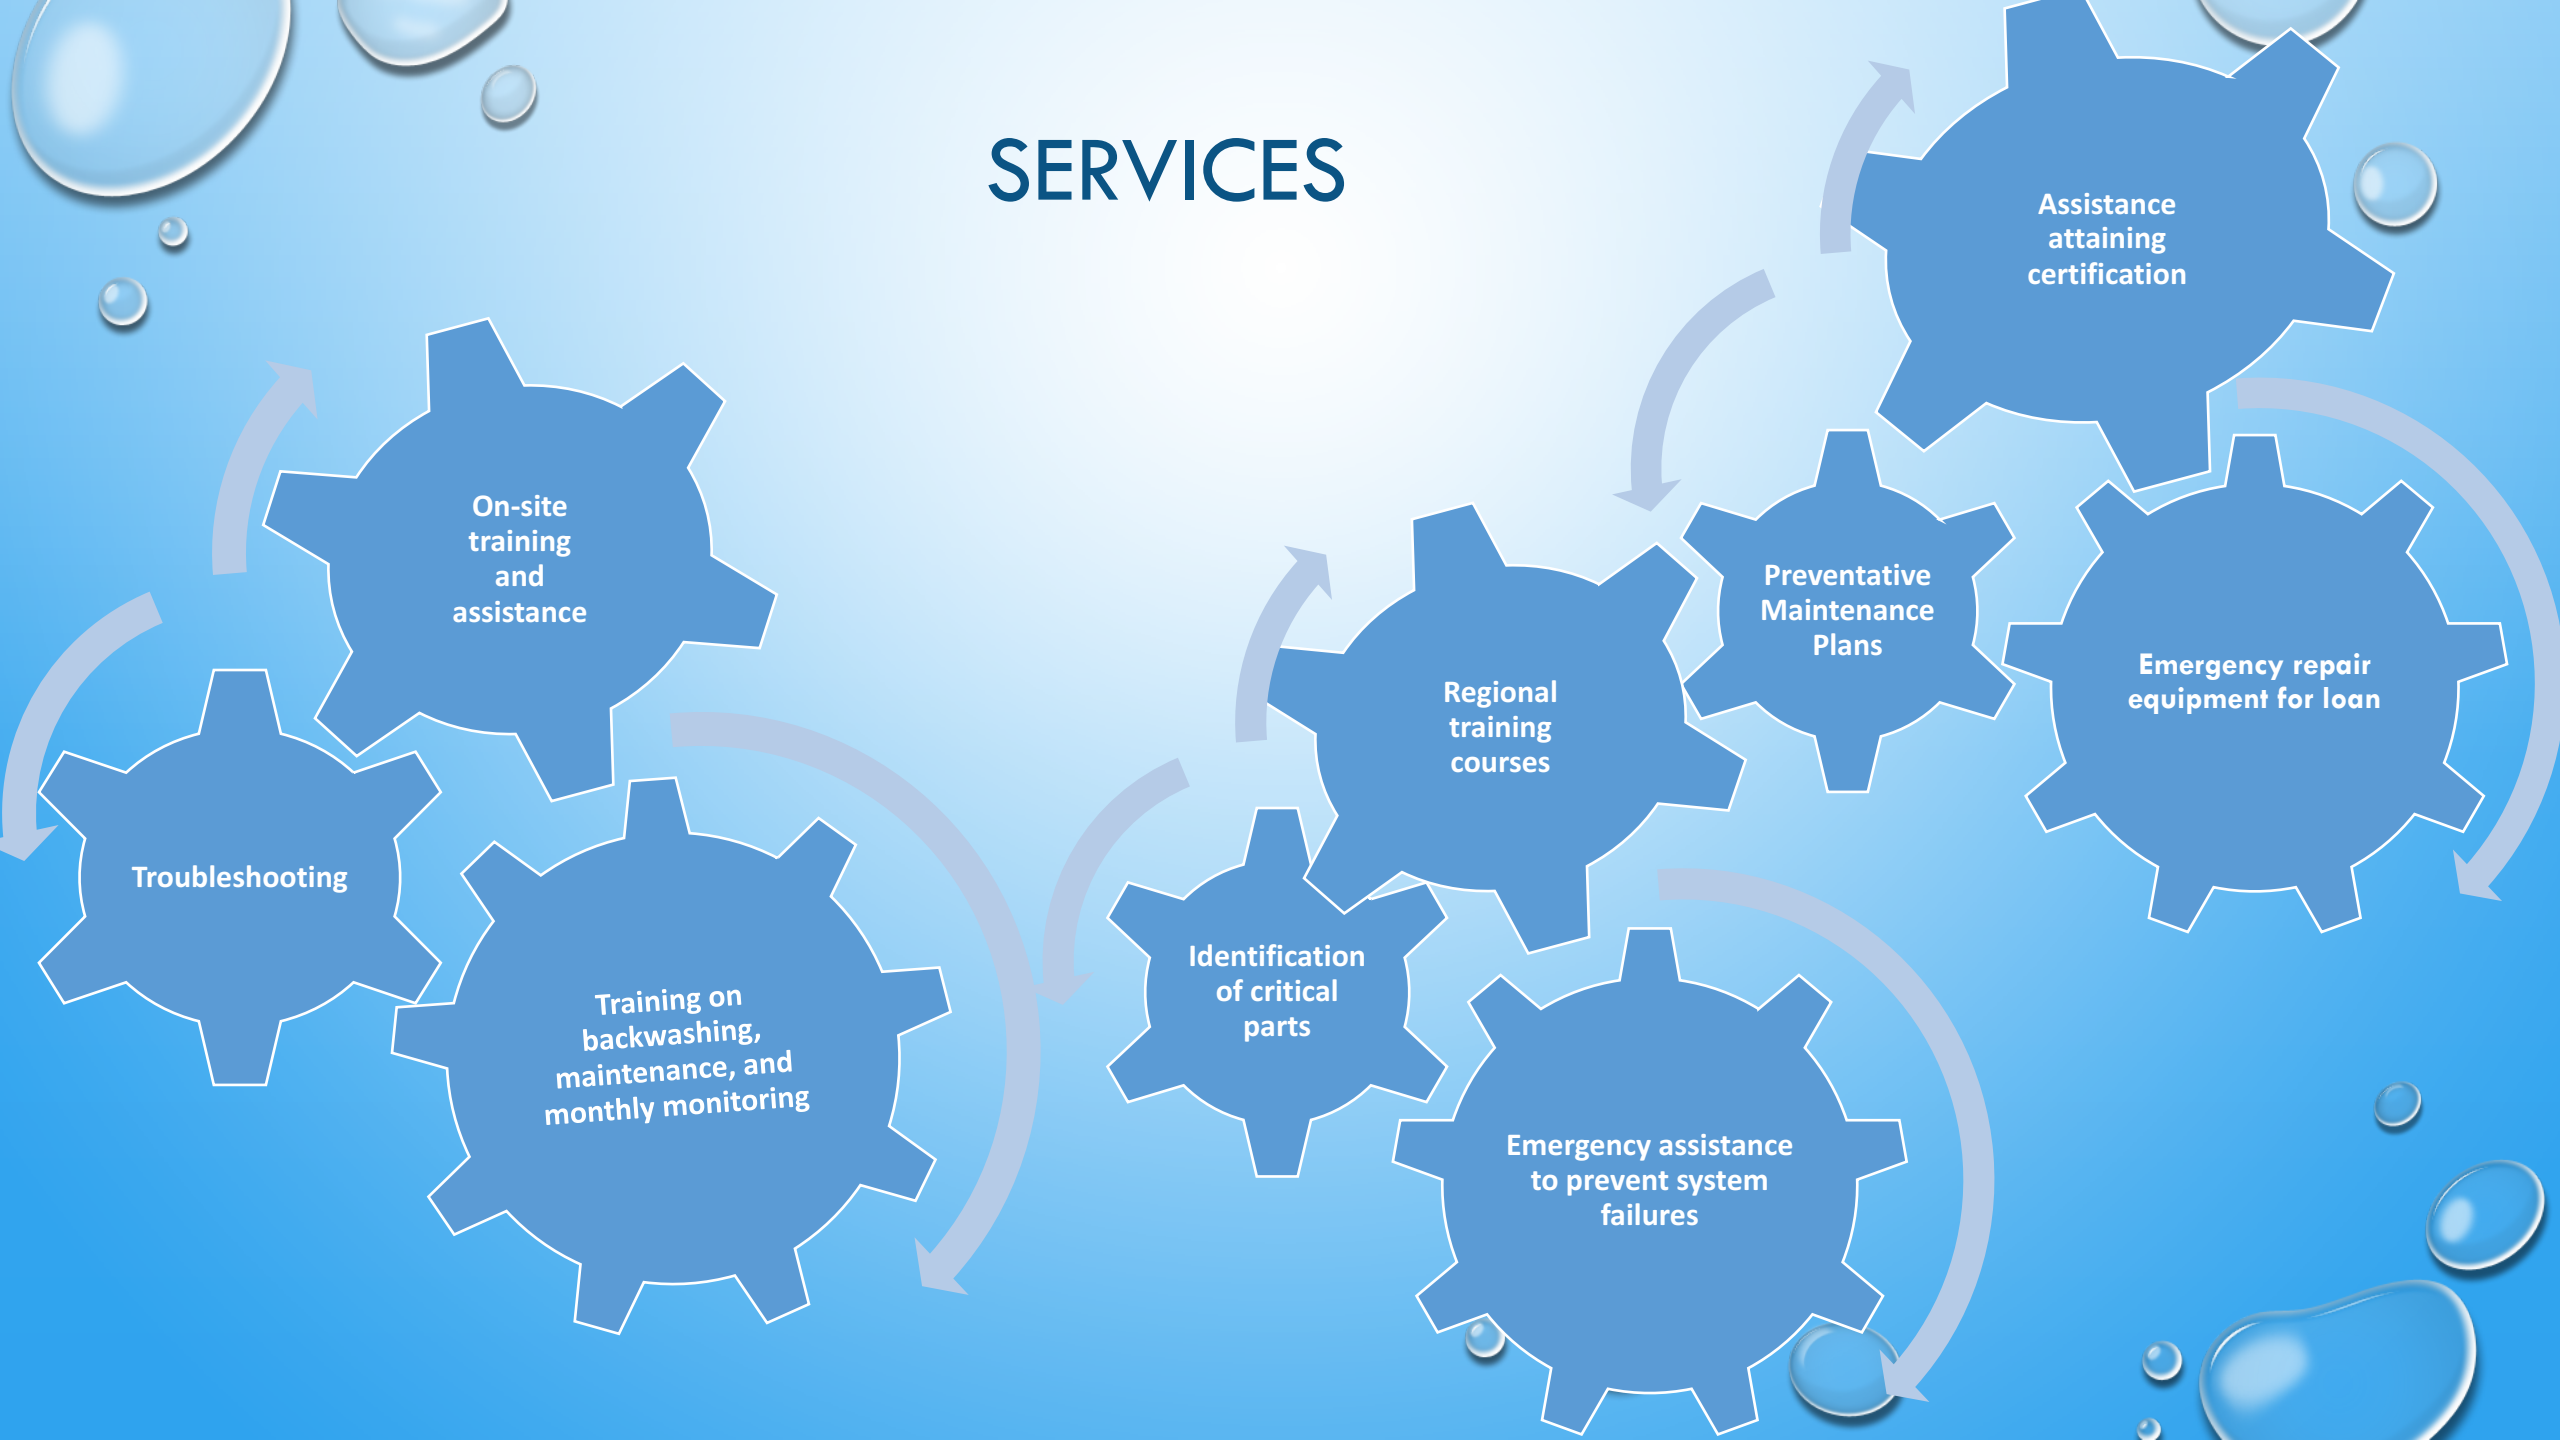 SERVICES
On-site
training
and
assistance
Troubleshooting
Training on
backwashing,
maintenance, and
monthly monitoring
Regional
training
courses
Identification
of critical
parts
Emergency assistance
to prevent system
failures
Assistance
attaining
certification
Preventative
Maintenance
Plans
Emergency repair
equipment for loan